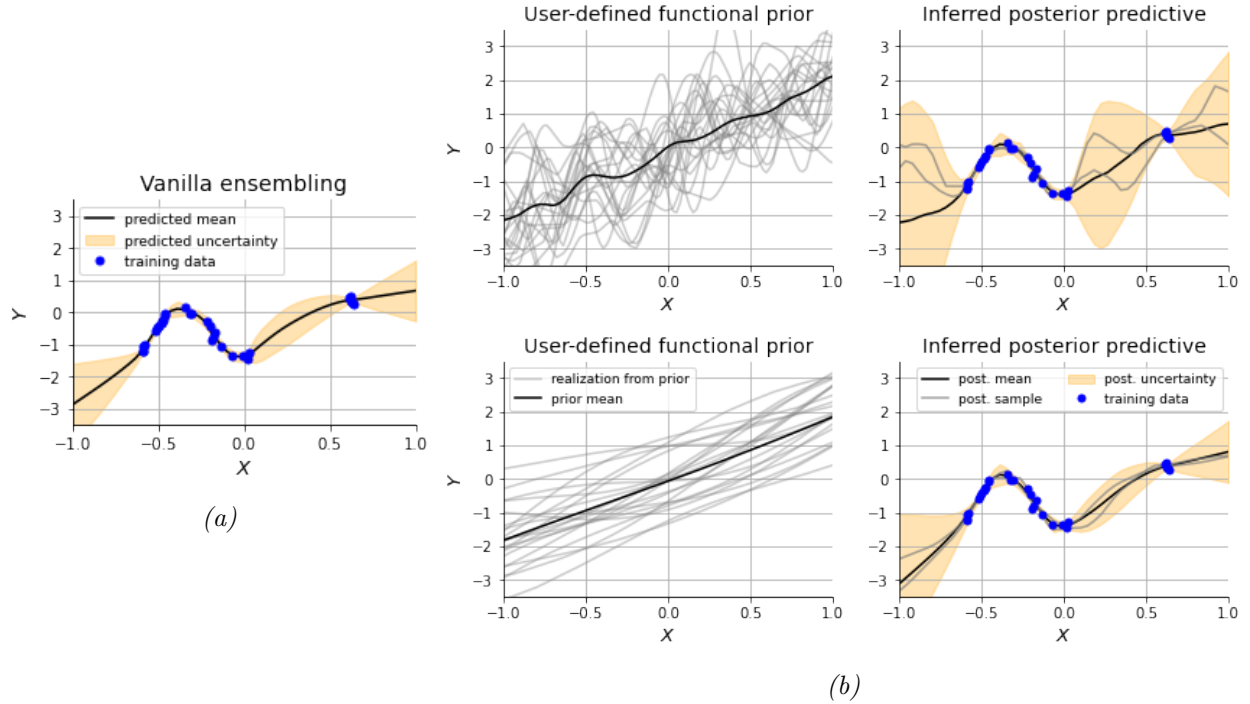 Vanilla ensembling
predicted mean
predicted uncertainty
training data
Y
3
2
1
0
−1
−2
−3
−1.0
−0.5
0.0
0.5
1.0
X
(a)
User-defined functional prior
Y
3
2
1
0
−1
−2
−3
−1.0
−0.5
0.0
0.5
1.0
X
Inferred posterior predictive
3
2
1
0
−1
−2
−3
−1.0
−0.5
0.0
0.5
1.0
X
User-defined functional prior
realization from prior
prior mean
Y
3
2
1
0
−1
−2
−3
−1.0
−0.5
0.0
0.5
1.0
X
Inferred posterior predictive
post. mean
post. sample
post. uncertainty
training data
3
2
1
0
−1
−2
−3
−1.0
−0.5
0.0
0.5
1.0
X
(b)